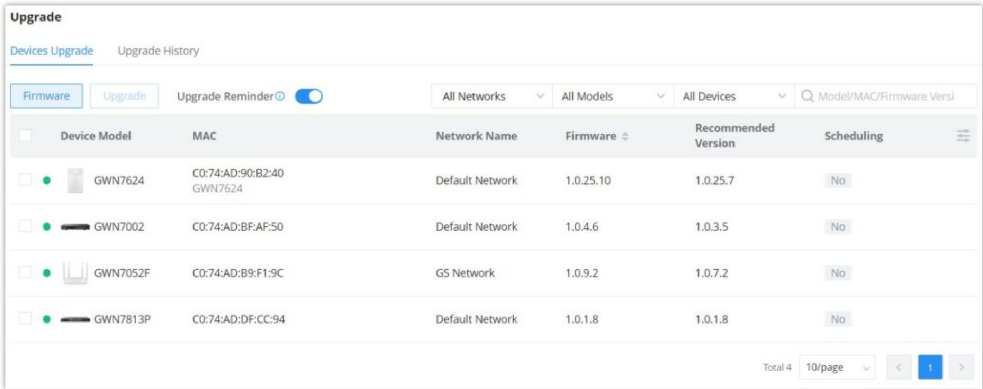 Upgrade
Devices Upgrade Upgrade History
Firmware Upgrade Upgrade Reminder All Networks All Models All Devices Model/MAC/Firmware Versi
Device Model MAC Network Name Firmware Recommended Version Scheduling
GWN7624 C0:74:AD:90:B2:40 Default Network 1.0.25.10 1.0.25.7 No
GWN7624
GWN7002 C0:74:AD:BF:AF:50 Default Network 1.0.4.6 1.0.3.5 No
GWN7052F C0:74:AD:B9:F1:9C GS Network 1.0.9.2 1.0.7.2 No
GWN7813P C0:74:AD:DF:CC:94 Default Network 1.0.1.8 1.0.1.8 No
Total 4 10/page < 1 >